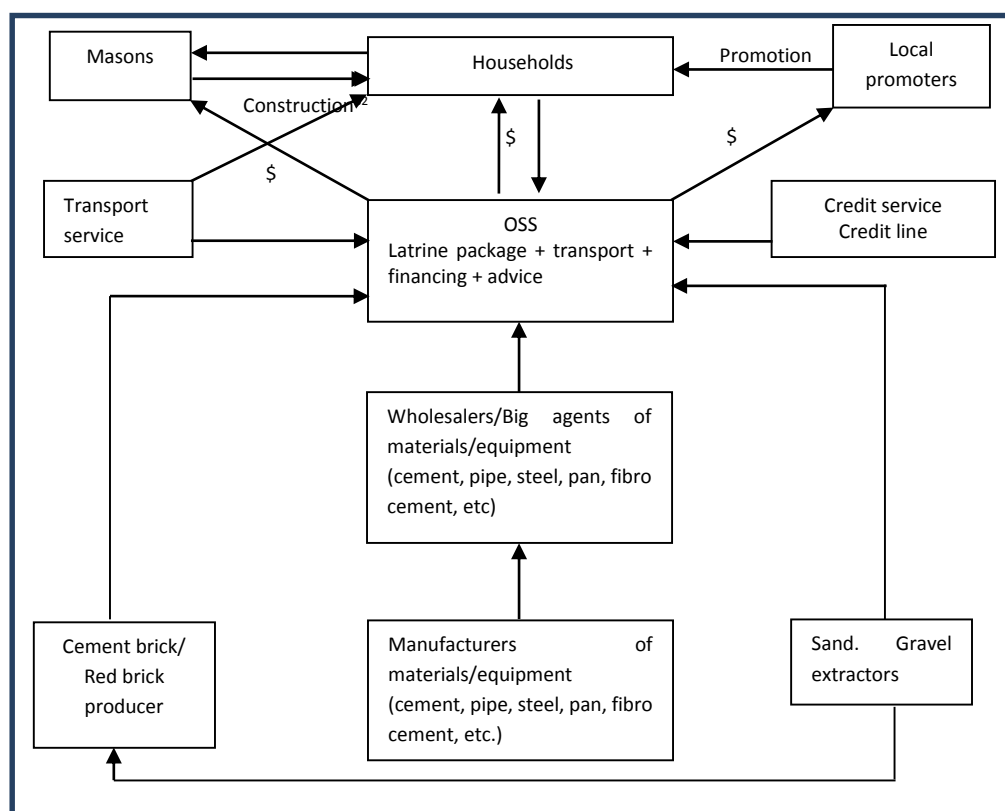 Masons
Households
Local
promoters
Promotion
Construction 2
$
$
$
Transport
service
OSS
Latrine package + transport +
financing + advice
Credit service
Credit line
Wholesalers/Big agents of
materials/equipment
(cement, pipe, steel, pan, fibro
cement, etc)
Cement brick/
Red brick
producer
Manufacturers of
materials/equipment
(cement, pipe, steel, pan, fibro
cement, etc.)
Sand. Gravel
extractors